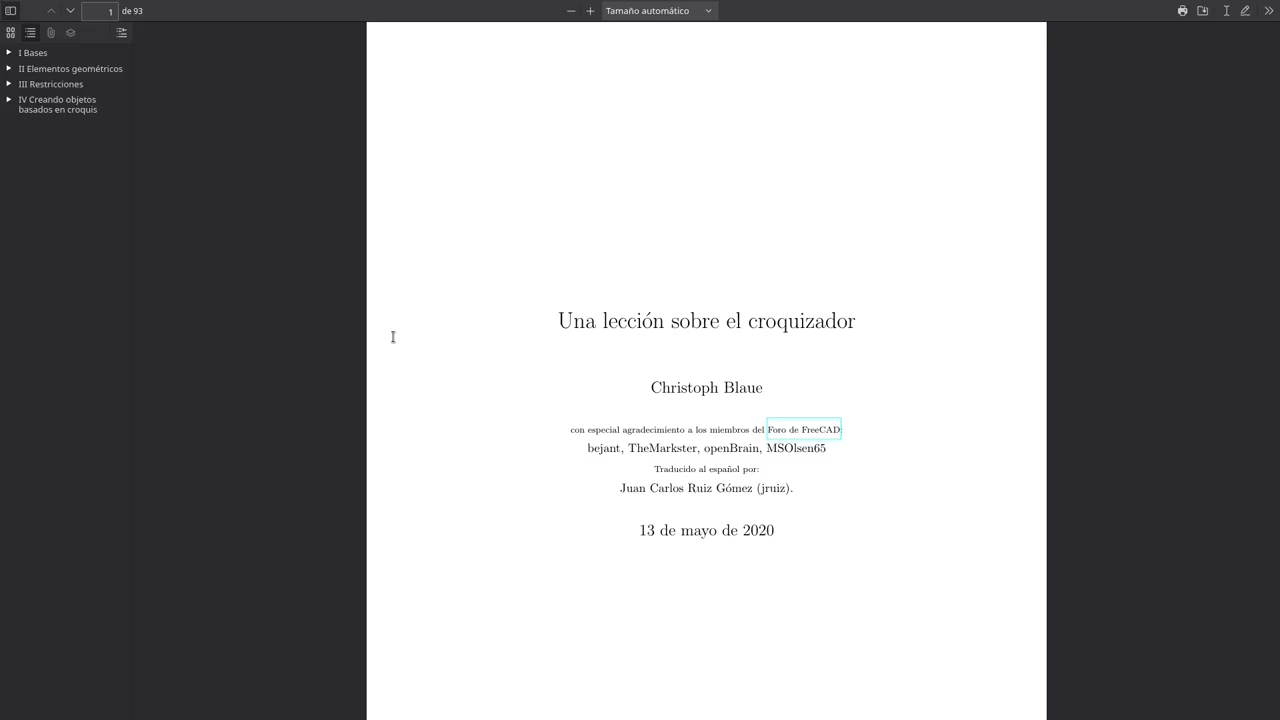 1 de 93
Tamaño automático
I Bases
II Elementos geométricos
III Restricciones
IV Creando objetos
basados en croquis
Una lección sobre el croquizador
Christoph Blaue
con especial agradecimiento a los miembros del Foro de FreeCAD:
bejant, TheMarkster, openBrain, MSOlsen65
Traducido al español por:
Juan Carlos Ruiz Gómez (jruiz).
13 de mayo de 2020